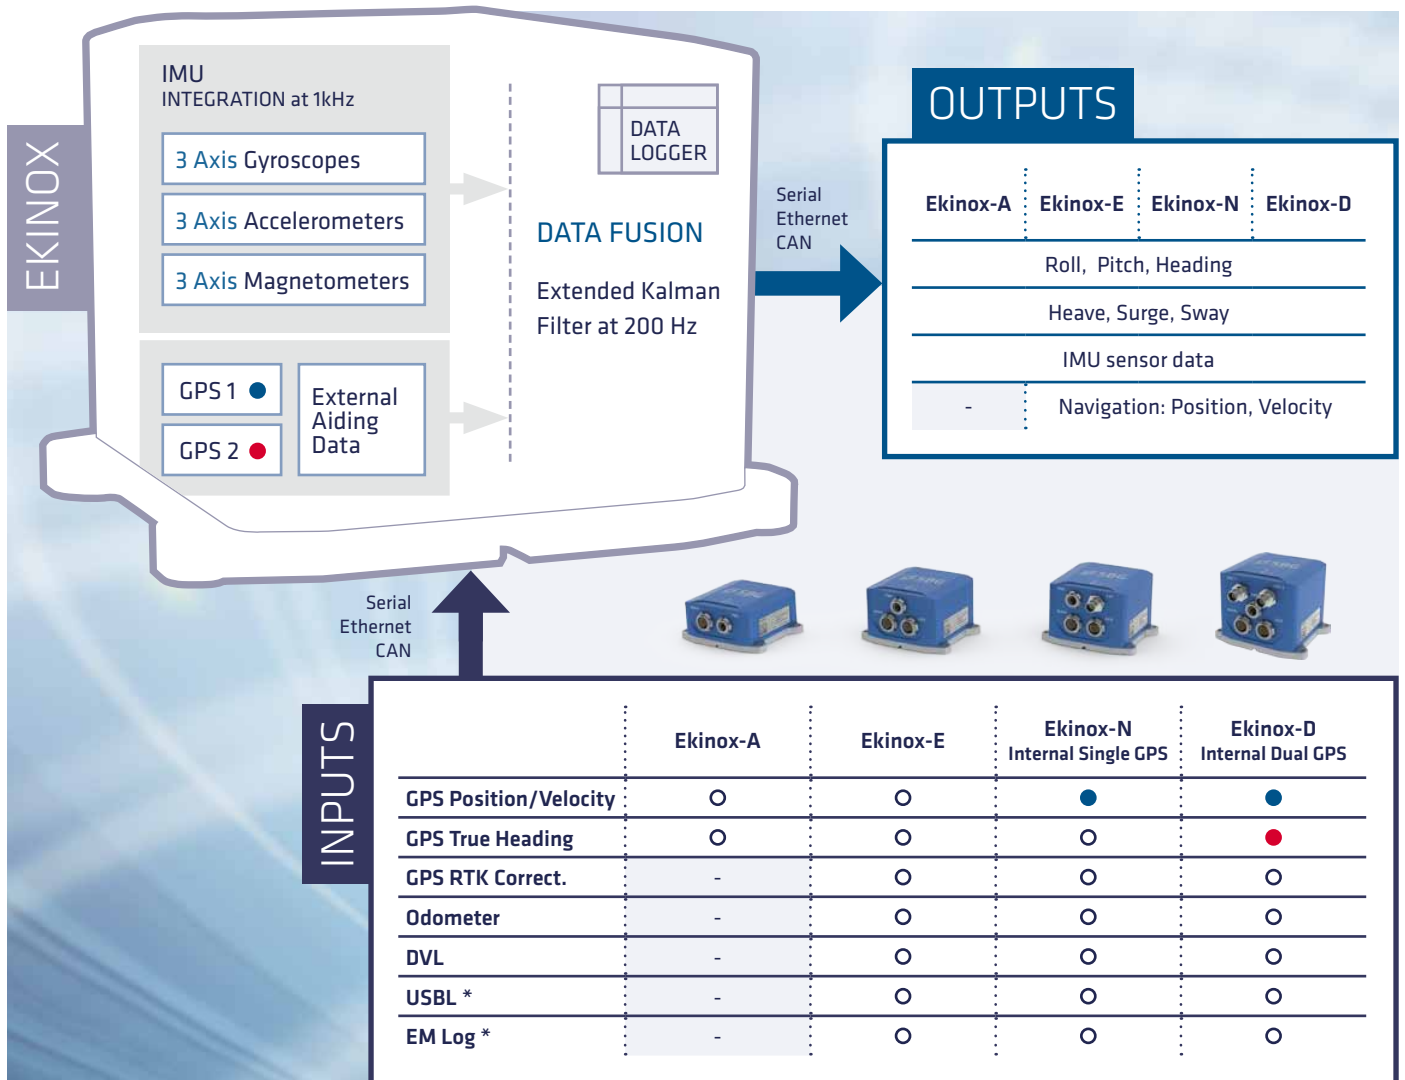 EKINOX
IMU
INTEGRATION at 1kHz
3 Axis Gyroscopes
3 Axis Accelerometers
3 Axis Magnetometers
GPS 1
GPS 2
External
Aiding
Data
DATA
LOGGER
DATA FUSION
Extended Kalman
Filter at 200 Hz
Serial
Ethernet
CAN
OUTPUTS
Ekinox-A Ekinox-E Ekinox-N Ekinox-D
Roll, Pitch, Heading
Heave, Surge, Sway
IMU sensor data
- Navigation: Position, Velocity
Serial
Ethernet
CAN
SBG
SBG
INPUTS
Ekinox-A Ekinox-E Ekinox-N Ekinox-D
Internal Single GPS Internal Dual GPS
GPS Position/Velocity
GPS True Heading
GPS RTK Correct. -
Odometer -
DVL -
USBL * -
EM Log * -